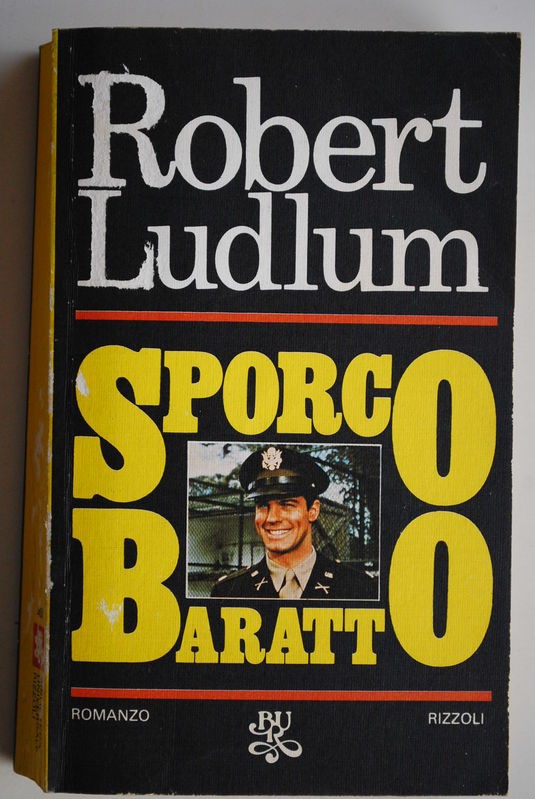 Robert
Ludlum
SPORCO
BARATTO
ROMANZO
BUR
RIZZOLI